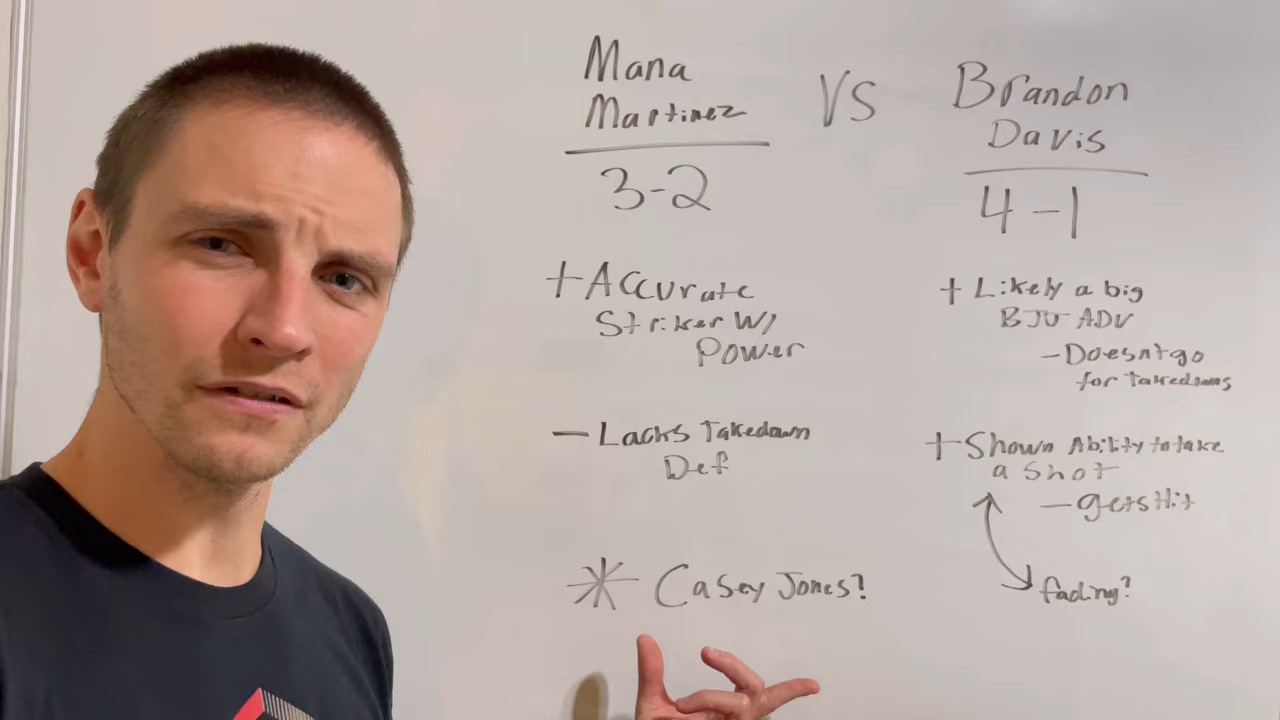 Mana
Martinez
VS
Brandon
Davis
3-2
4-1
+ Accurate
Striker W/
Power
- Lacks Takedown
Def
* Casey Jones?
+ Likely a big
BJJ ADV
- Doesnt go
for Takedowns
+ Shown Ability to take
a Shot
- gets Hit
fading?